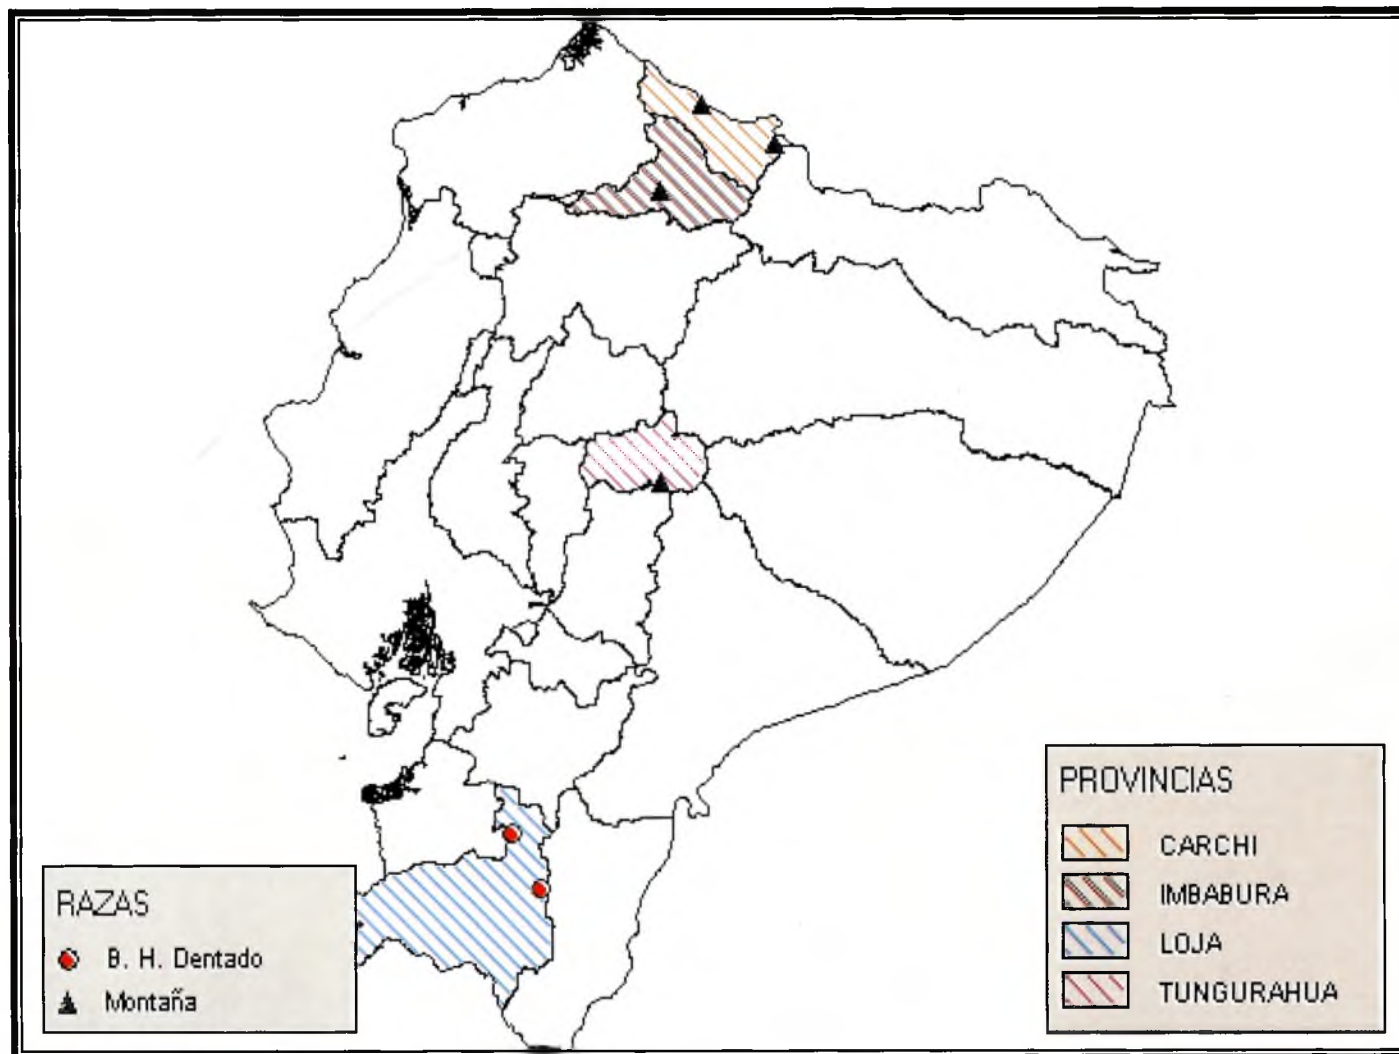 RAZAS
B. H. Dentado
Montaña
PROVINCIAS
CARCHI
IMBABURA
LOJA
TUNGURAHUA